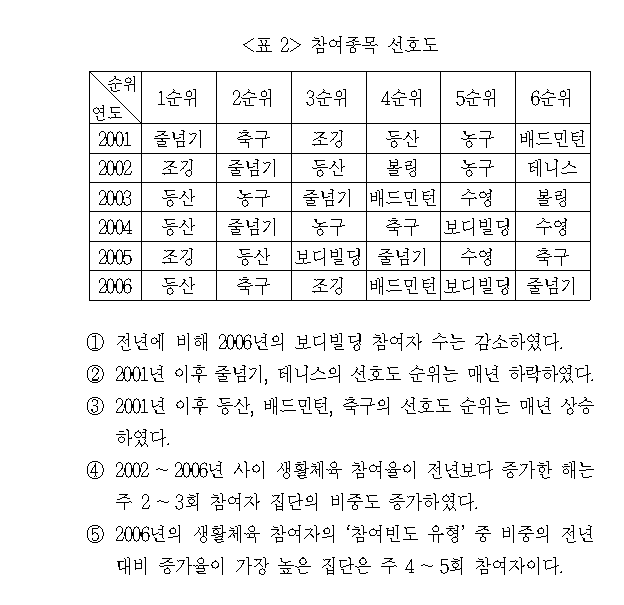 <표 2> 참여종목 선호도
순위
연도 1순위 2순위 3순위 4순위 5순위 6순위
2001 줄넘기 축구 조깅 등산 농구 배드민턴
2002 조깅 줄넘기 등산 볼링 농구 테니스
2003 등산 농구 줄넘기 배드민턴 수영 볼링
2004 등산 줄넘기 농구 축구 보디빌딩 수영
2005 조깅 등산 보디빌딩 줄넘기 수영 축구
2006 등산 축구 조깅 배드민턴 보디빌딩 줄넘기
① 전년에 비해 2006년의 보디빌딩 참여자 수는 감소하였다.
② 2001년 이후 줄넘기, 테니스의 선호도 순위는 매년 하락하였다.
③ 2001년 이후 등산, 배드민턴, 축구의 선호도 순위는 매년 상승
하였다.
④ 2002 ~ 2006년 사이 생활체육 참여율이 전년보다 증가한 해는
주 2 ~ 3회 참여자 집단의 비중도 증가하였다.
⑤ 2006년의 생활체육 참여자의 ‘참여빈도 유형’ 중 비중의 전년
대비 증가율이 가장 높은 집단은 주 4 ~ 5회 참여자이다.